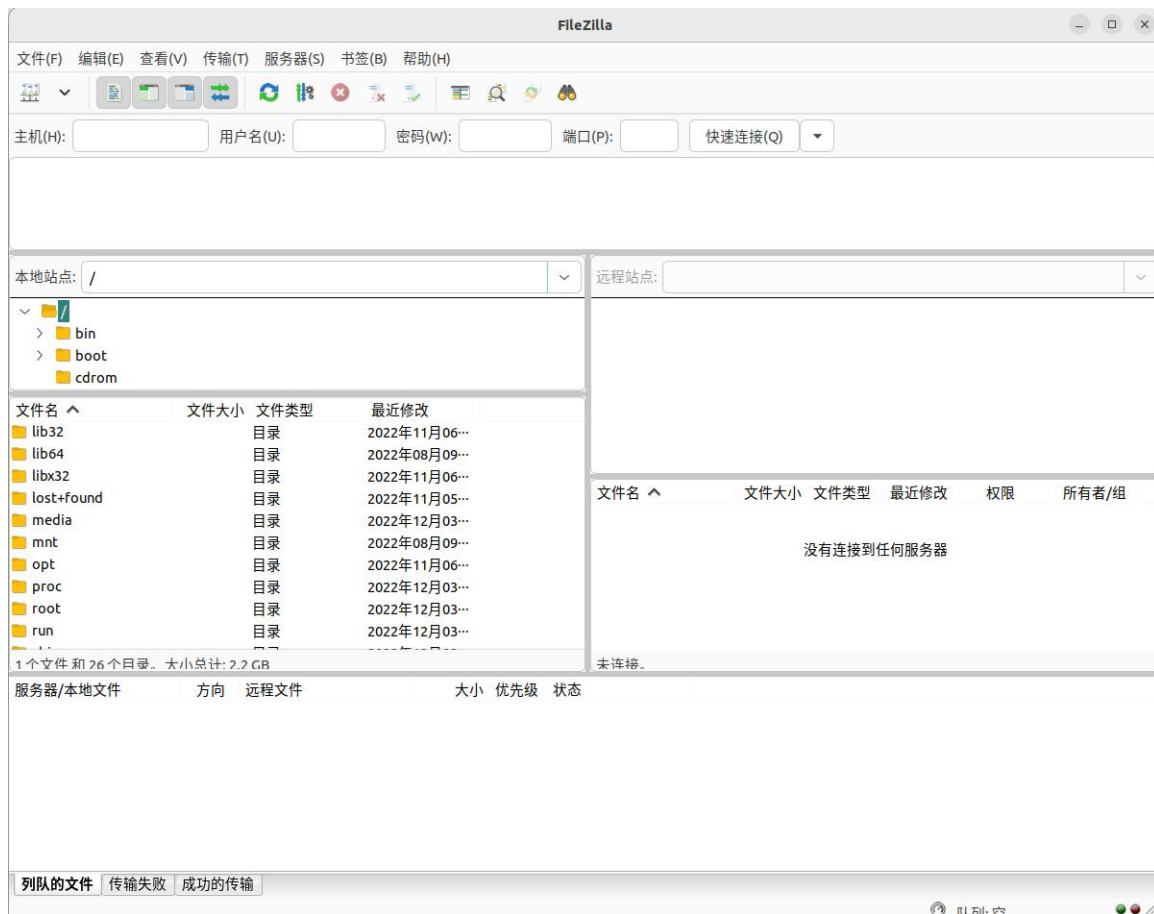 FileZilla
文件(F) 编辑(E) 查看(V) 传输(T) 服务器(S) 书签(B) 帮助(H)
主机(H): 用户名(U): 密码(W): 端口(P): 快速连接(Q)
本地站点: /
远程站点:
/
bin
boot
cdrom
文件名 文件大小 文件类型 最近修改
lib32 目录 2022年11月06…
lib64 目录 2022年08月09…
libx32 目录 2022年11月06…
lost+found 目录 2022年11月05…
media 目录 2022年12月03…
mnt 目录 2022年08月09…
opt 目录 2022年11月06…
proc 目录 2022年12月03…
root 目录 2022年12月03…
run 目录 2022年12月03…
1个文件 和 26个目录。大小总计: 2.2 GB
文件名 文件大小 文件类型 最近修改 权限 所有者/组
没有连接到任何服务器
未连接。
服务器/本地文件 方向 远程文件 大小 优先级 状态
列队的文件 传输失败 成功的传输
队列: 空